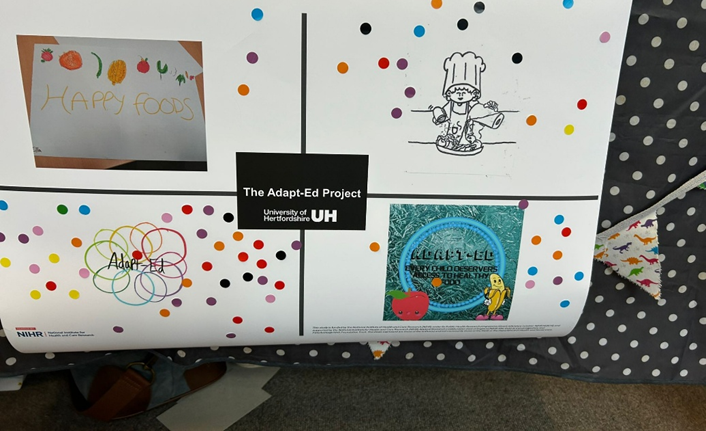 HAPPY FOODS
The Adapt-Ed Project
University of
Hertfordshire UH
Adapt-Ed
ADAPT-ED
EVERY CHILD DESERVERS
ACCESS TO HEALTHY
FOOD
NIHR National Institute for
Health and Care Research